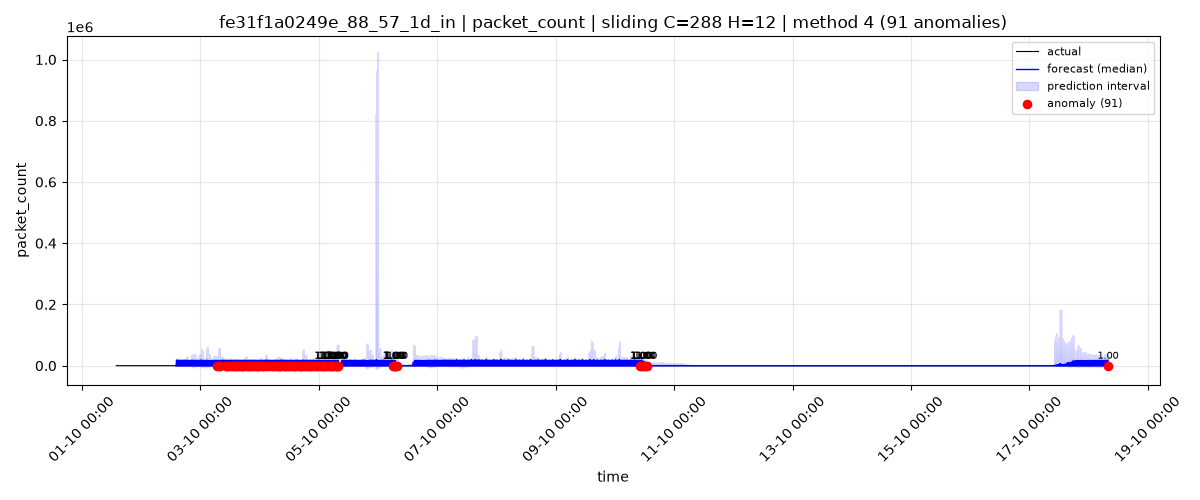 fe31f1a0249e_88_57_1d_in | packet_count | sliding C=288 H=12 | method 4 (91 anomalies)
1e6
actual
forecast (median)
prediction interval
anomaly (91)
1.0
0.8
0.6
0.4
0.2
0.0
packet_count
1.00
01-10 00:00
03-10 00:00
05-10 00:00
07-10 00:00
09-10 00:00
11-10 00:00
13-10 00:00
15-10 00:00
17-10 00:00
19-10 00:00
time